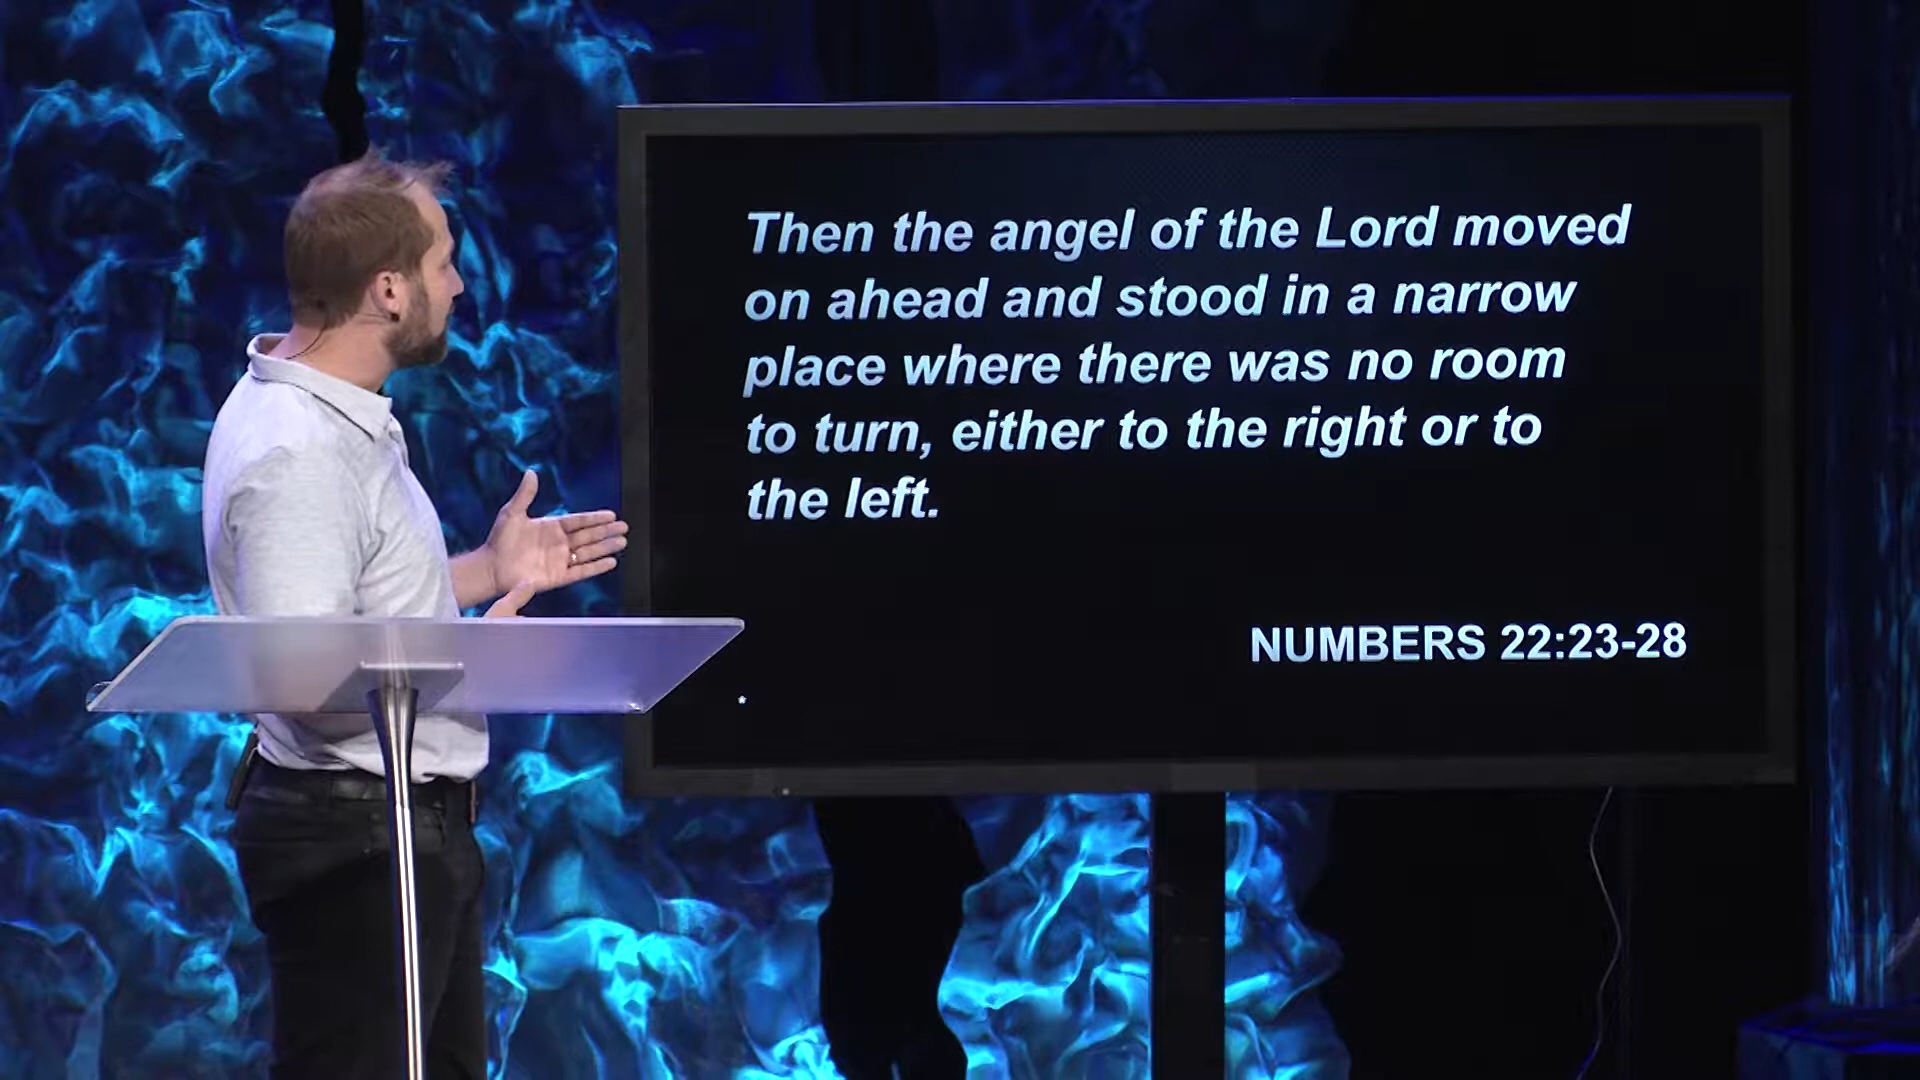 Then the angel of the Lord moved
on ahead and stood in a narrow
place where there was no room
to turn, either to the right or to
the left.
NUMBERS 22:23-28